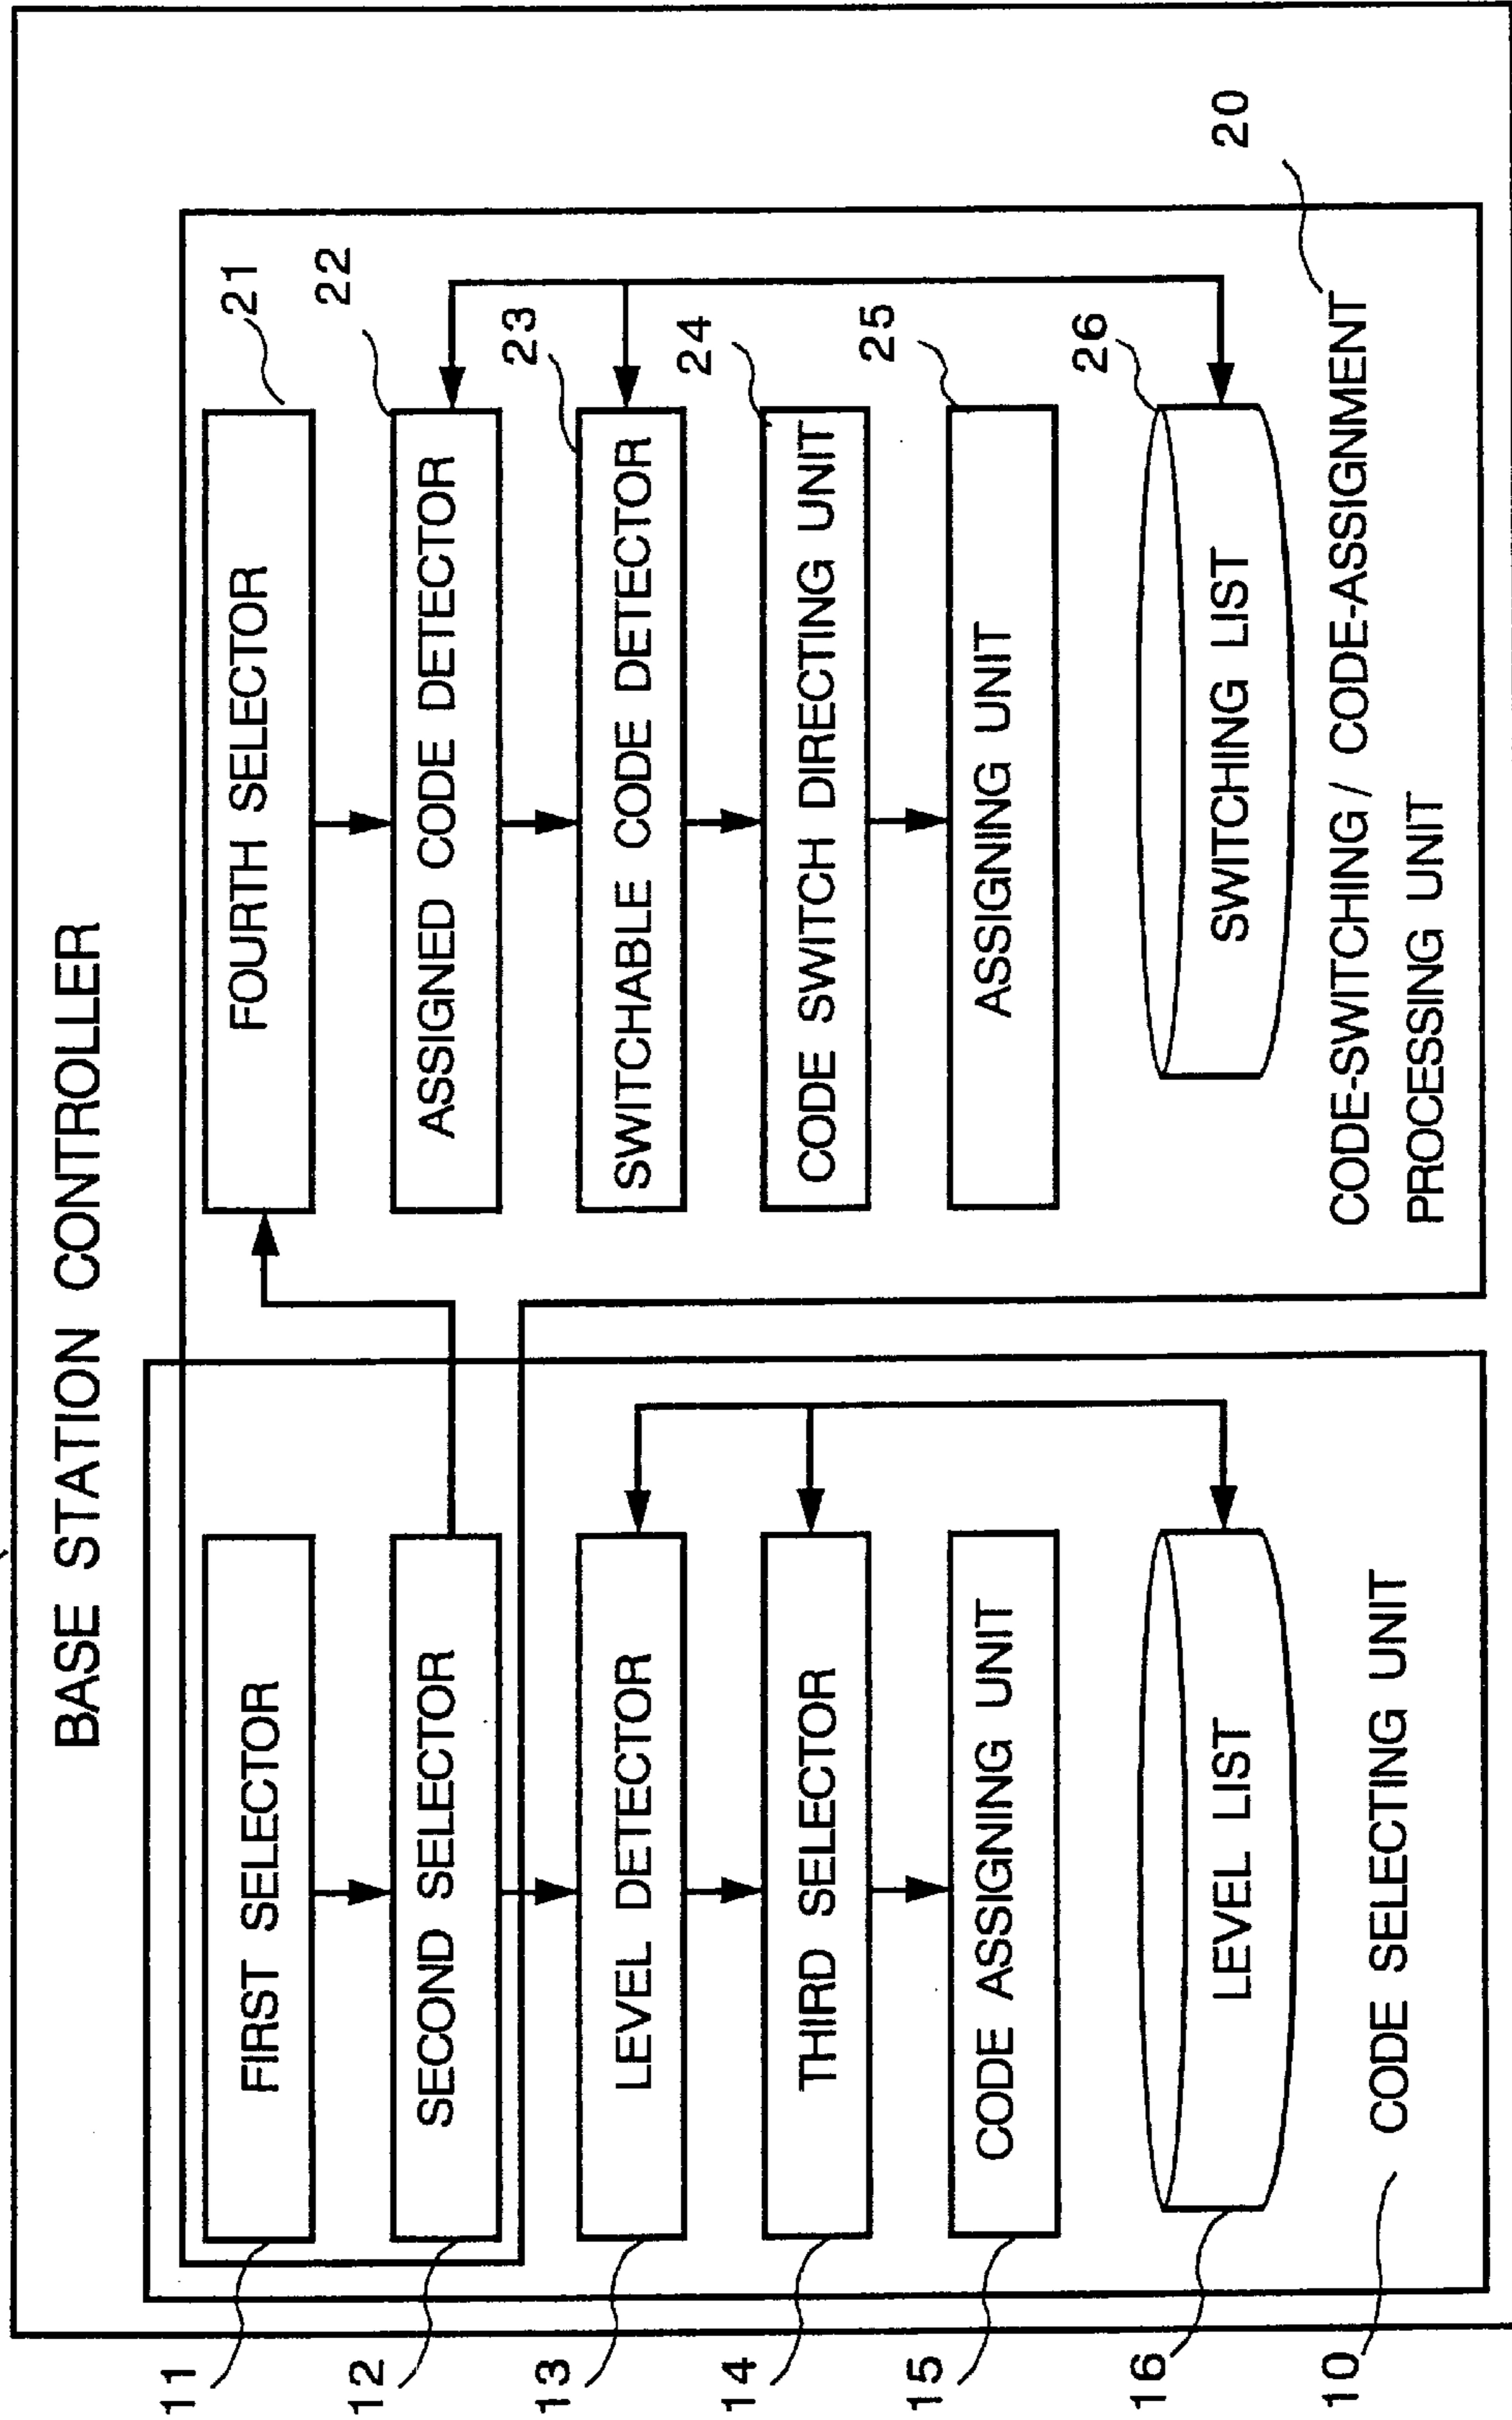 BASE STATION CONTROLLER
11
FIRST SELECTOR
12
SECOND SELECTOR
13
LEVEL DETECTOR
14
THIRD SELECTOR
15
CODE ASSIGNING UNIT
16
LEVEL LIST
10
CODE SELECTING UNIT
FOURTH SELECTOR
21
ASSIGNED CODE DETECTOR
22
SWITCHABLE CODE DETECTOR
23
CODE SWITCH DIRECTING UNIT
24
ASSIGNING UNIT
25
SWITCHING LIST
26
CODE-SWITCHING / CODE-ASSIGNMENT
PROCESSING UNIT
20